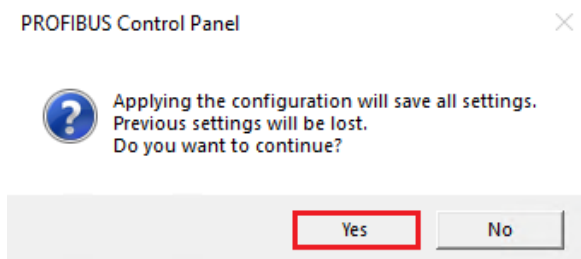 PROFIBUS Control Panel
Applying the configuration will save all settings.
Previous settings will be lost.
Do you want to continue?
Yes No